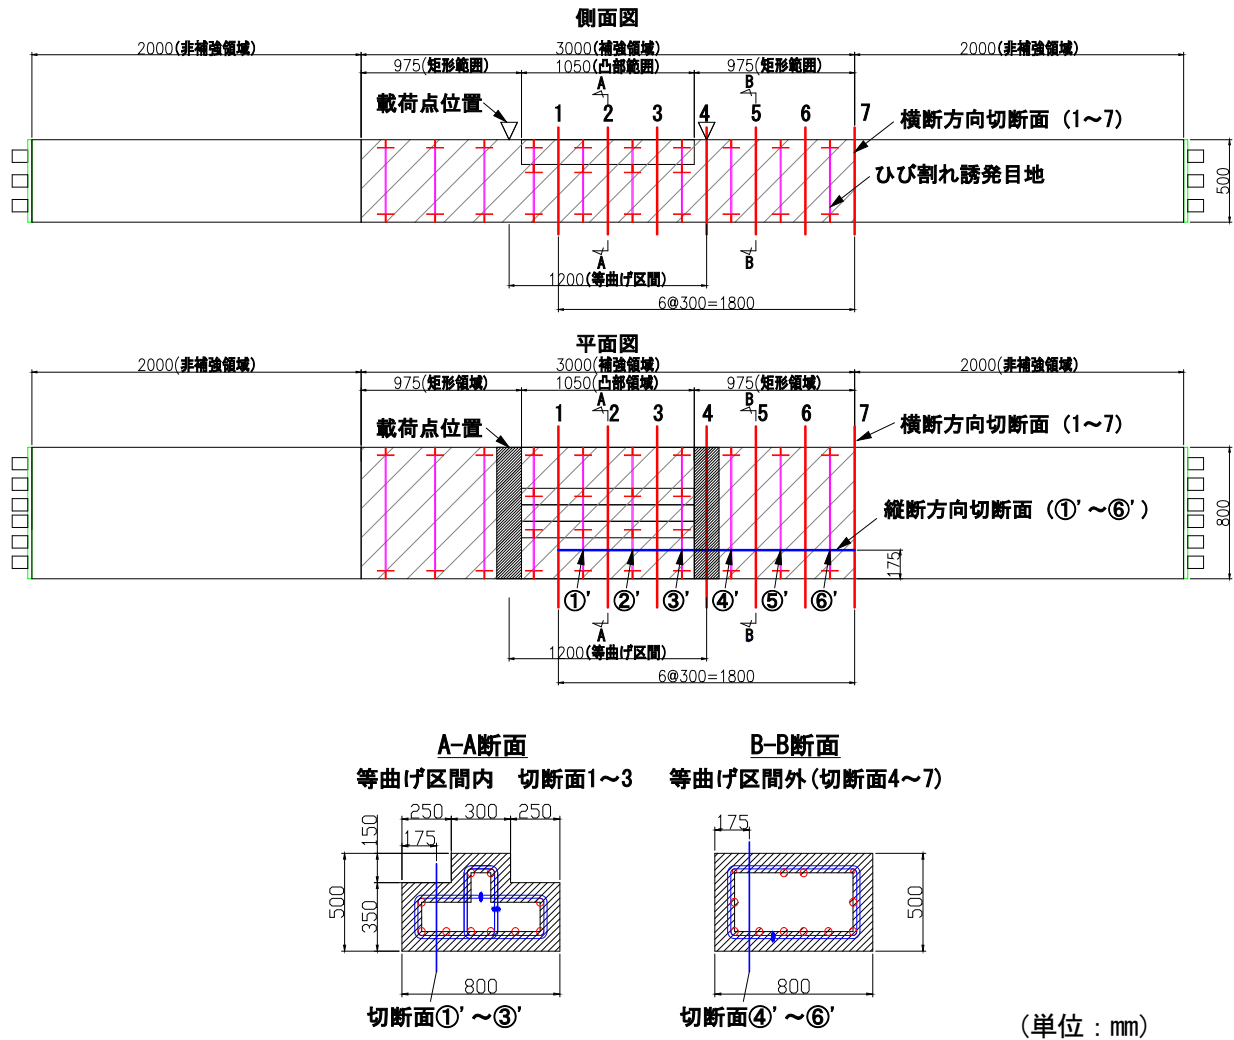 側面図
2000(非補強領域)
3000(補強領域)
2000(非補強領域)
975(矩形範囲)
1050(凸部範囲)
975(矩形範囲)
A
B
載荷点位置
1
2
3
4
5
6
7
横断方向切断面 (1～7)
ひび割れ誘発目地
500
A
B
1200(等曲げ区間)
6@300=1800
平面図
2000(非補強領域)
3000(補強領域)
2000(非補強領域)
975(矩形領域)
1050(凸部領域)
975(矩形領域)
A
B
載荷点位置
1
2
3
4
5
6
7
横断方向切断面 (1～7)
縦断方向切断面 (①'～⑥')
800
175
①'
②'
③'
④'
⑤'
⑥'
A
B
1200(等曲げ区間)
6@300=1800
A-A断面
等曲げ区間内 切断面1～3
250
300
250
175
150
350
500
800
切断面①'～③'
B-B断面
等曲げ区間外(切断面4～7)
175
500
800
切断面④'～⑥'
(単位：mm)